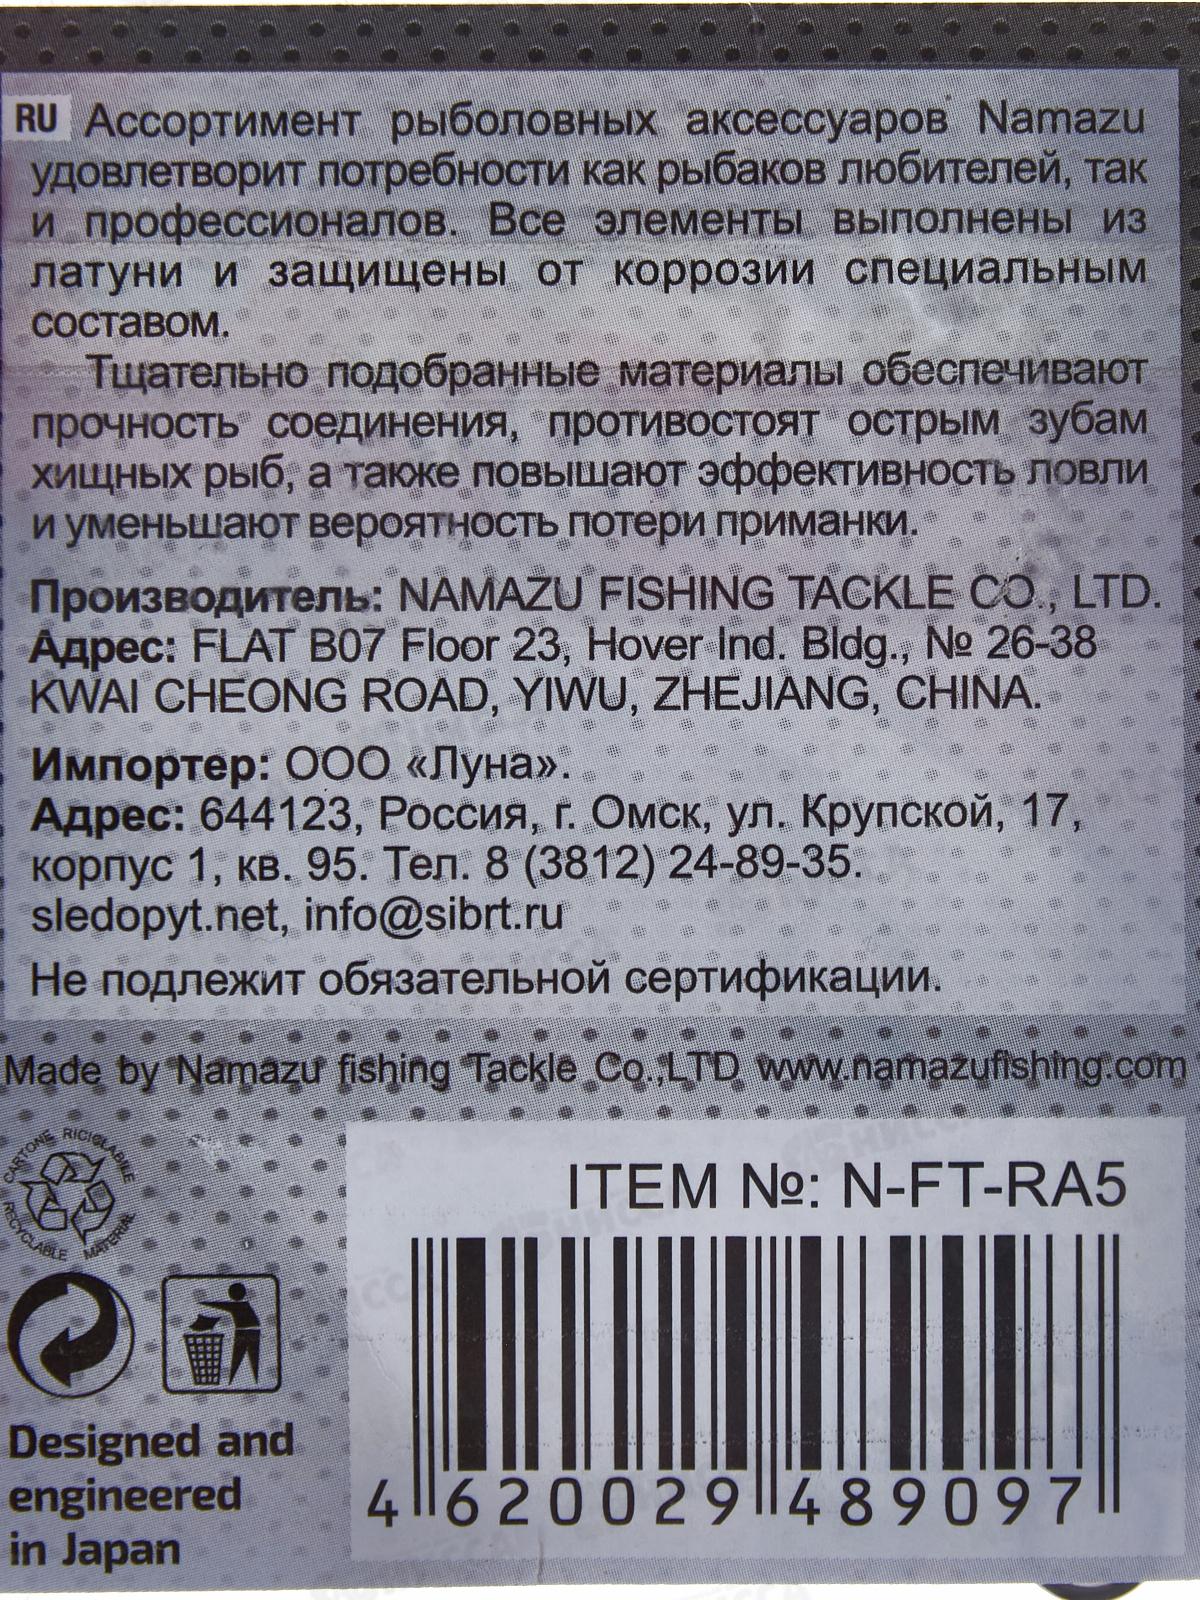 RU Ассортимент рыболовных аксессуаров Namazu
удовлетворит потребности как рыбаков любителей, так
и профессионалов. Все элементы выполнены из
латуни и защищены от коррозии специальным
составом.
Тщательно подобранные материалы обеспечивают
прочность соединения, противостоят острым зубам
хищных рыб, а также повышают эффективность ловли
и уменьшают вероятность потери приманки.
Производитель: NAMAZU FISHING TACKLE CO., LTD.
Адрес: FLAT B07 Floor 23, Hover Ind. Bldg., № 26-38
KWAI CHEONG ROAD, YIWU, ZHEJIANG, CHINA.
Импортер: ООО «Луна».
Адрес: 644123, Россия, г. Омск, ул. Крупской, 17,
корпус 1, кв. 95. Тел. 8 (3812) 24-89-35.
sledopyt.net, info@sibrt.ru
Не подлежит обязательной сертификации.
Made by Namazu fishing Tackle Co.,LTD www.namazufishing.com
CARTONE RICICLABILE
RECYCLABLE MATERIAL
ITEM №: N-FT-RA5
4 620029 489097
Designed and
engineered
in Japan